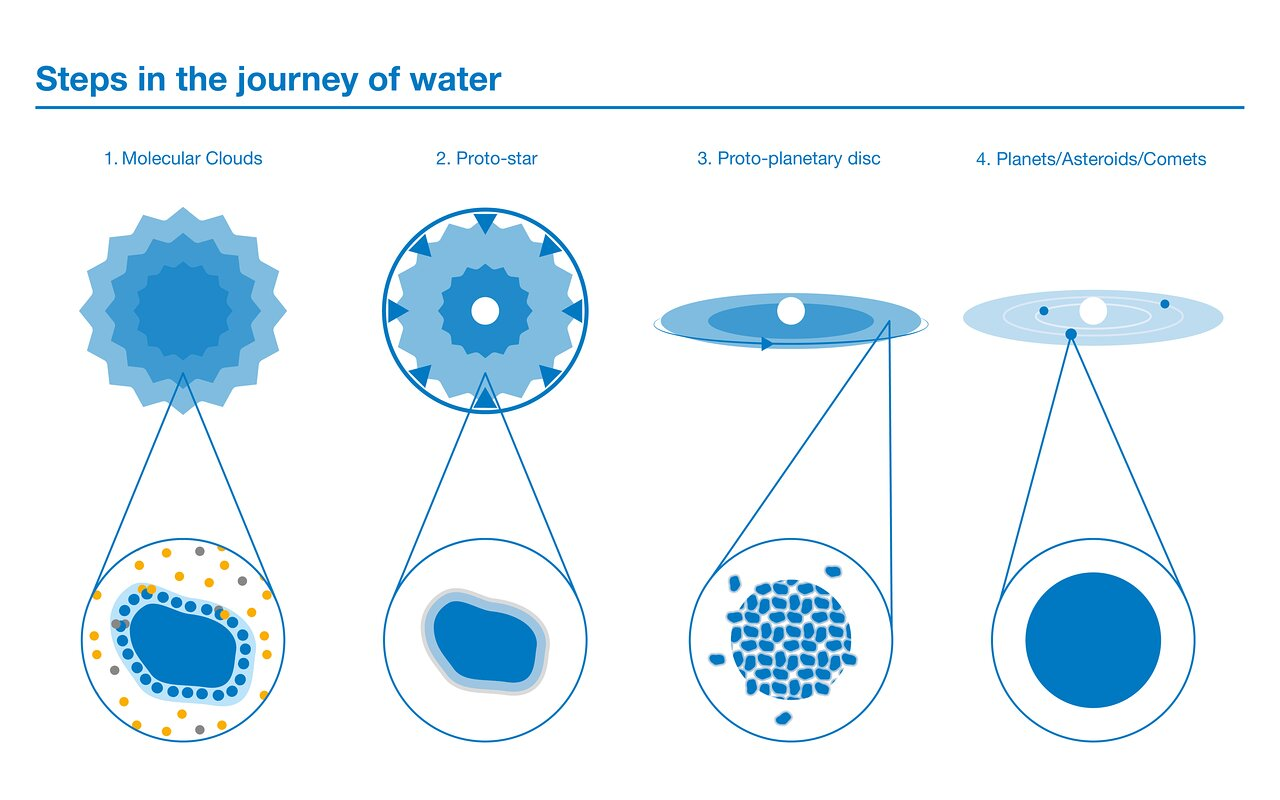 Steps in the journey of water
1. Molecular Clouds
2. Proto-star
3. Proto-planetary disc
4. Planets/Asteroids/Comets